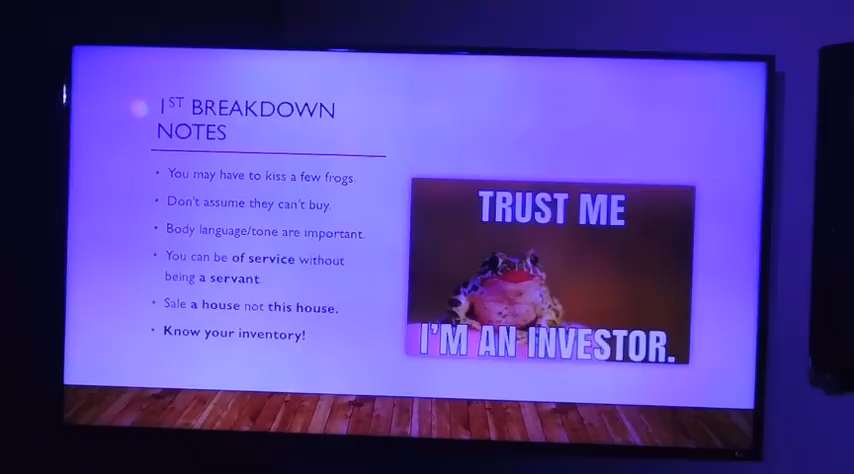 1ST BREAKDOWN
NOTES
• You may have to kiss a few frogs.
• Don't assume they can't buy.
• Body language/tone are important.
• You can be of service without
being a servant
• Sale a house not this house.
• Know your inventory!
TRUST ME
I'M AN INVESTOR.